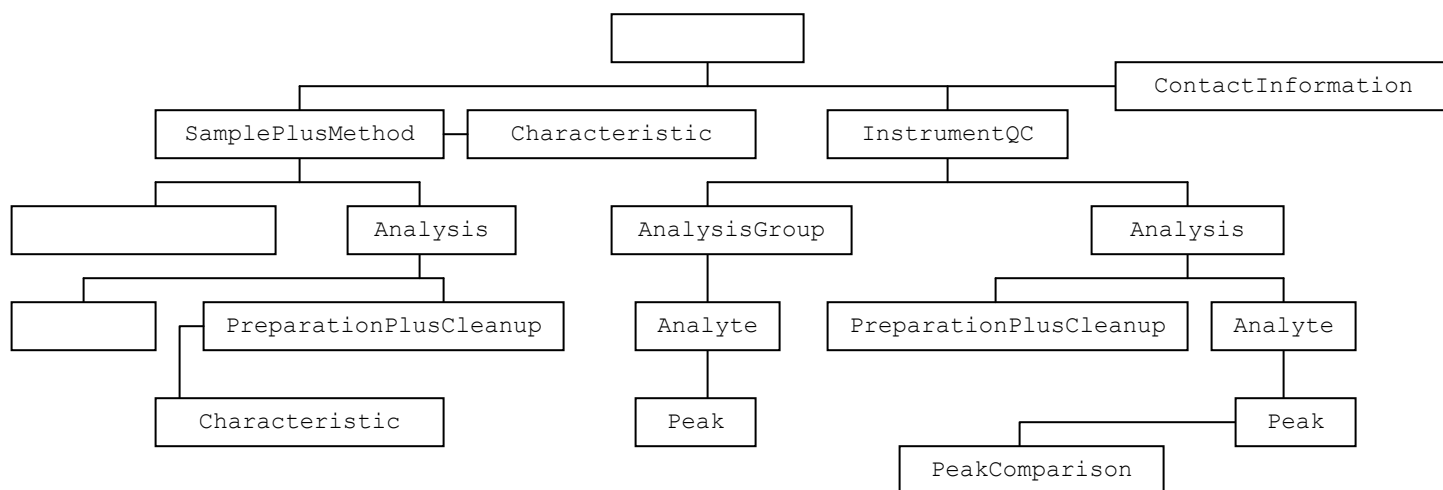 ContactInformation
SamplePlusMethod
Characteristic
InstrumentQC
Analysis
AnalysisGroup
Analysis
PreparationPlusCleanup
Analyte
PreparationPlusCleanup
Analyte
Characteristic
Peak
Peak
PeakComparison